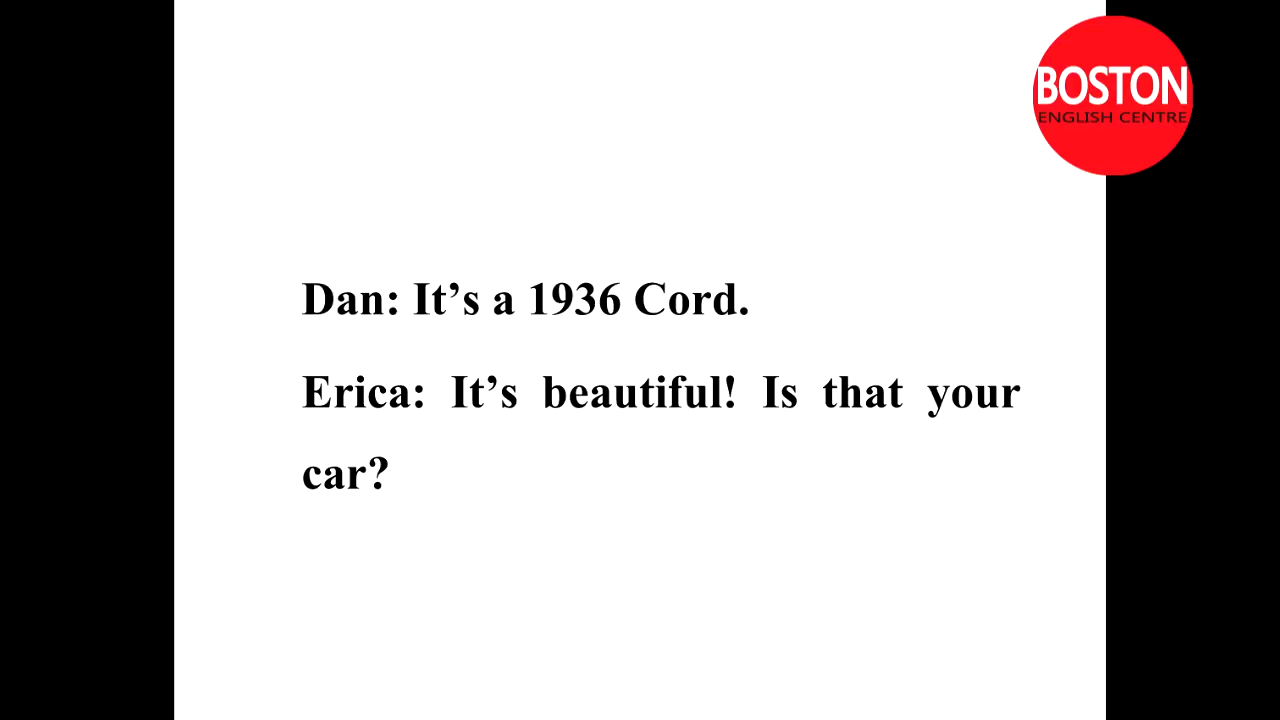 BOSTON
ENGLISH CENTRE
Dan: It’s a 1936 Cord.
Erica: It’s beautiful! Is that your
car?